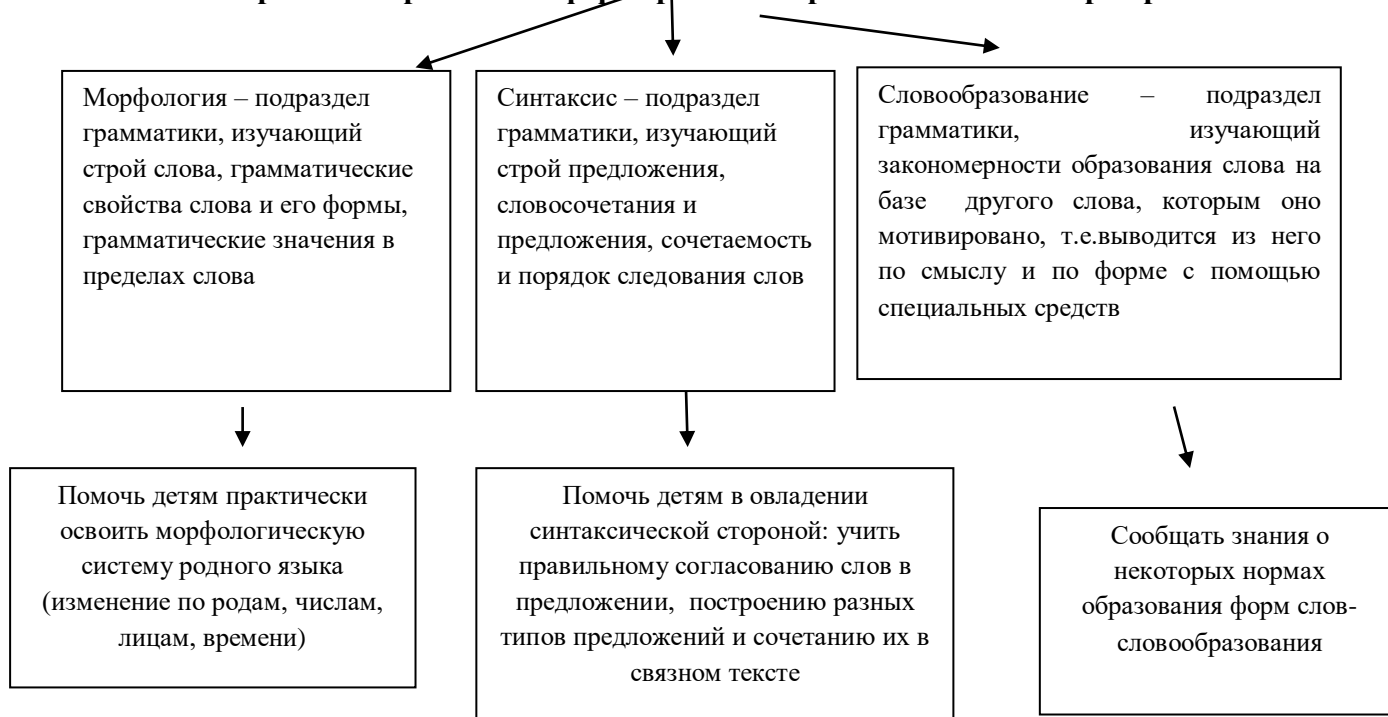 Морфология – подраздел
грамматики, изучающий
строй слова, грамматические
свойства слова и его формы,
грамматические значения в
пределах слова
Синтаксис – подраздел
грамматики, изучающий
строй предложения,
словосочетания и
предложения, сочетаемость
и порядок следования слов
Словообразование – подраздел
грамматики, изучающий
закономерности образования слова на
базе другого слова, которым оно
мотивировано, т.е.выводится из него
по смыслу и по форме с помощью
специальных средств
Помочь детям практически
освоить морфологическую
систему родного языка
(изменение по родам, числам,
лицам, времени)
Помочь детям в овладении
синтаксической стороной: учить
правильному согласованию слов в
предложении, построению разных
типов предложений и сочетанию их в
связном тексте
Сообщать знания о
некоторых нормах
образования форм слов-
словообразования